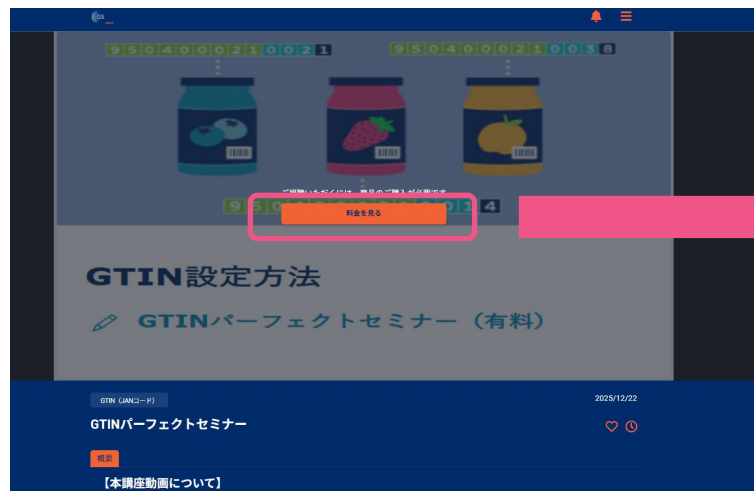 GS
9504000210021
9504000210038
ご視聴いただくには、商品のご購入が必要です
料金を見る
GTIN設定方法
GTINパーフェクトセミナー（有料）
GTIN（JANコード）
2025/12/22
GTINパーフェクトセミナー
概要
【本講座動画について】